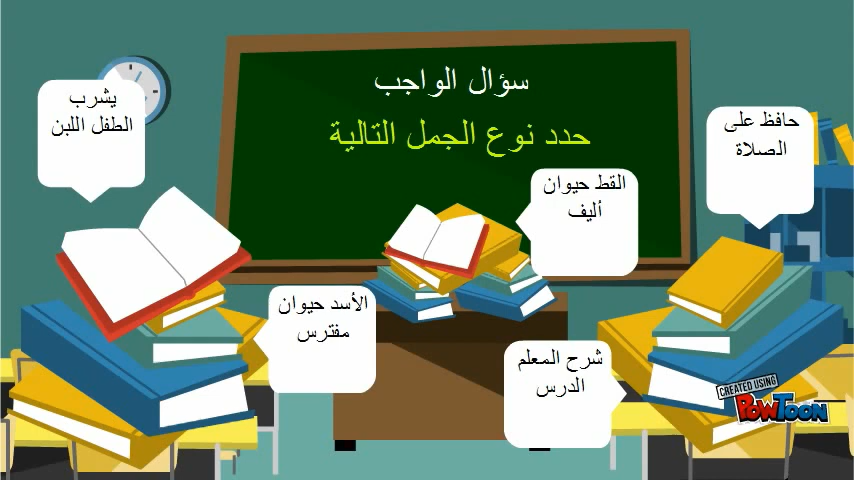 سؤال الواجب
حدد نوع الجمل التالية
حافظ على
الصلاة
يشرب
الطفل اللبن
القط حيوان
أليف
الأسد حيوان
مفترس
شرح المعلم
الدرس
CREATED USING
POWTOON